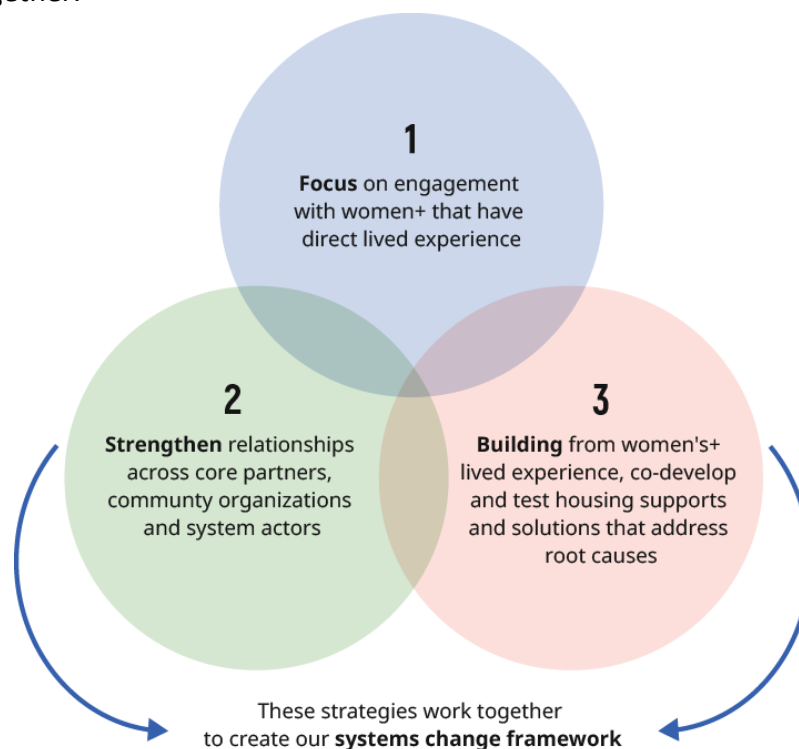 gether.
1
Focus on engagement
with women+ that have
direct lived experience
2
Strengthen relationships
across core partners,
communty organizations
and system actors
3
Building from women's+
lived experience, co-develop
and test housing supports
and solutions that address
root causes
These strategies work together
to create our systems change framework